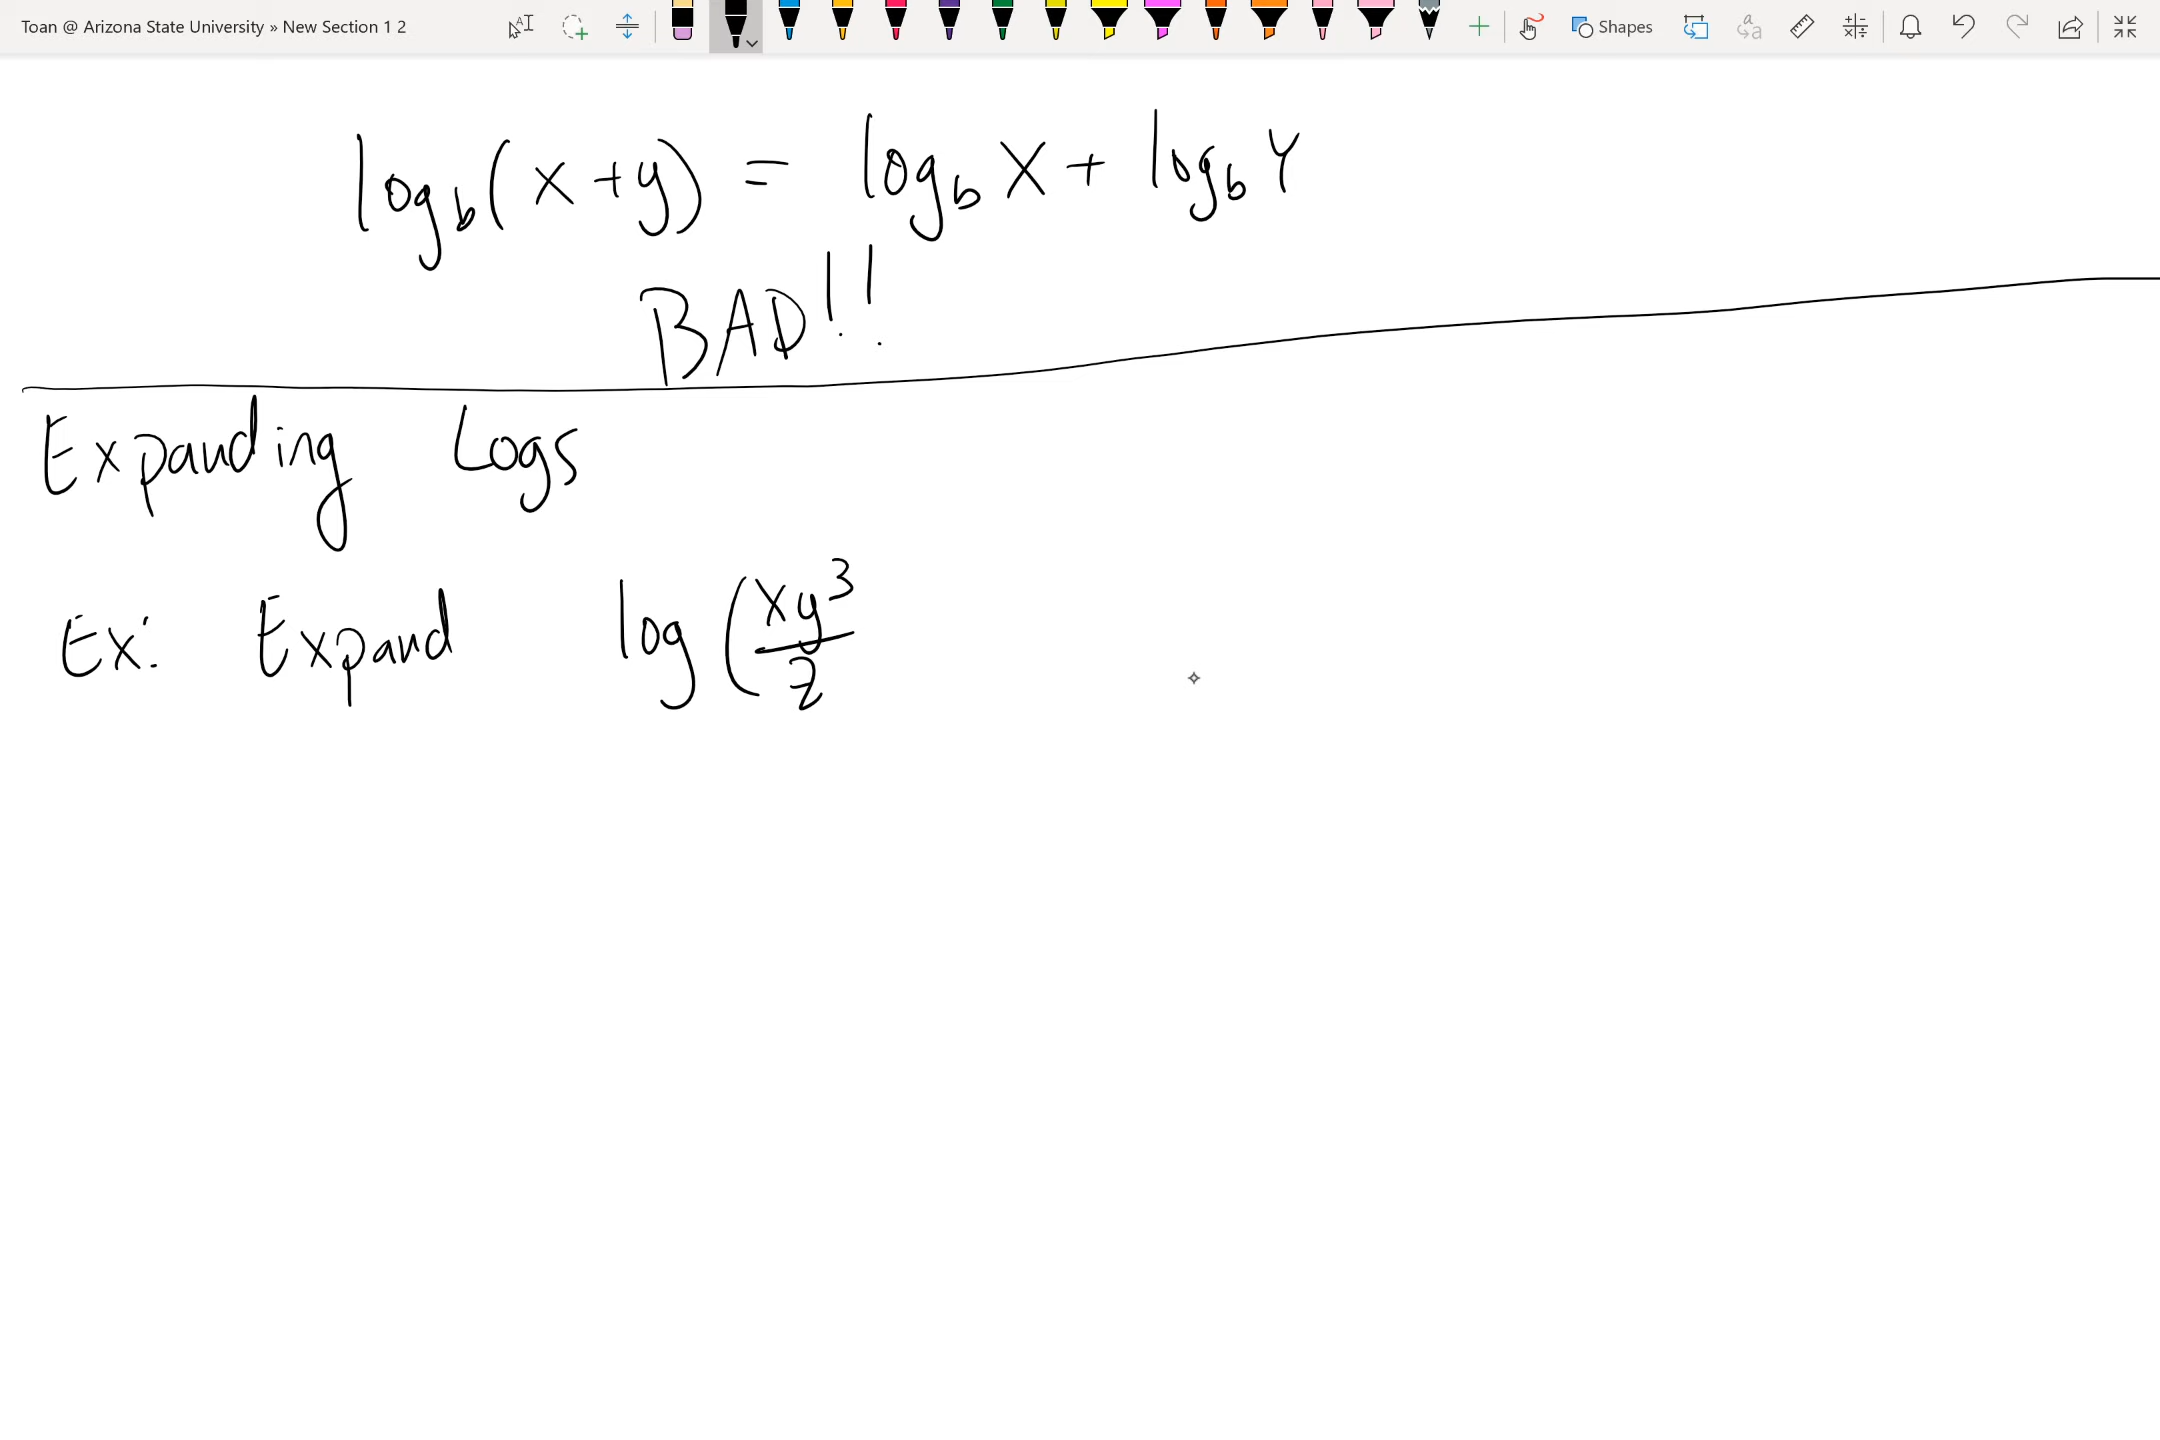 Toan @ Arizona State University » New Section 1 2 Shapes
log_b(x+y) = log_b X + log_b Y
BAD!!
Expanding Logs
Ex: Expand log (xy^3/z